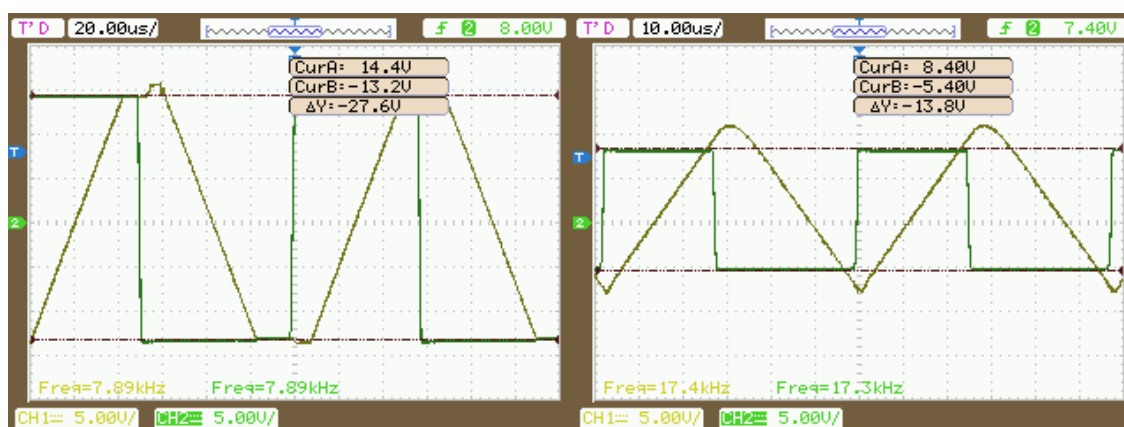 T'D 20.00us/ T f 2 8.00V
CurA: 14.4V
CurB:-13.2V
ΔY:-27.6V
T
2
Freq=7.89kHz Freq=7.89kHz
CH1 5.00V/ CH2 5.00V/
T'D 10.00us/ T f 2 7.40V
CurA: 8.40V
CurB:-5.40V
ΔY:-13.8V
T
2
Freq=17.4kHz Freq=17.3kHz
CH1 5.00V/ CH2 5.00V/